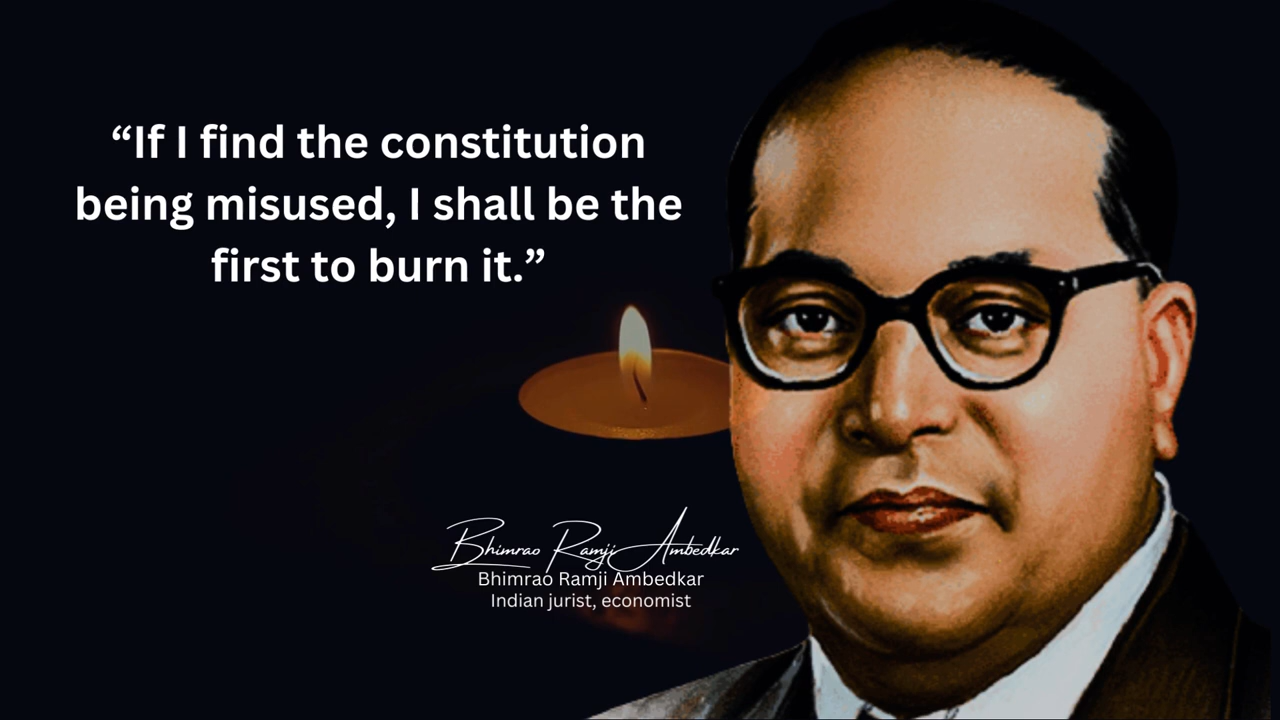 “If I find the constitution
being misused, I shall be the
first to burn it.”
Bhimrao Ramji Ambedkar
Bhimrao Ramji Ambedkar
Indian jurist, economist